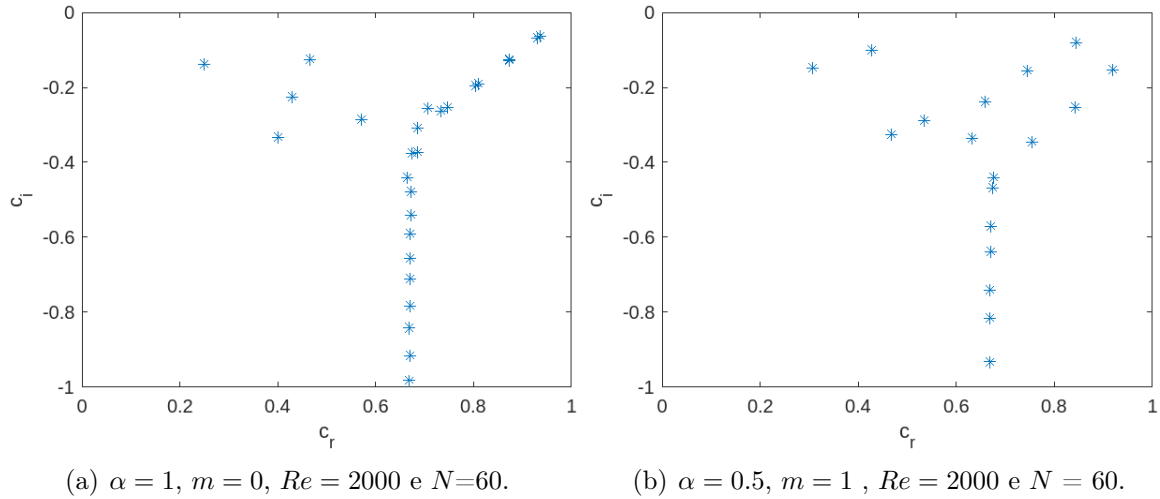 0
-0.2
-0.4
-0.6
-0.8
-1
c_i
0 0.2 0.4 0.6 0.8 1
c_r
(a) α = 1, m = 0, Re = 2000 e N=60.
0
-0.2
-0.4
-0.6
-0.8
-1
c_i
0 0.2 0.4 0.6 0.8 1
c_r
(b) α = 0.5, m = 1 , Re = 2000 e N = 60.